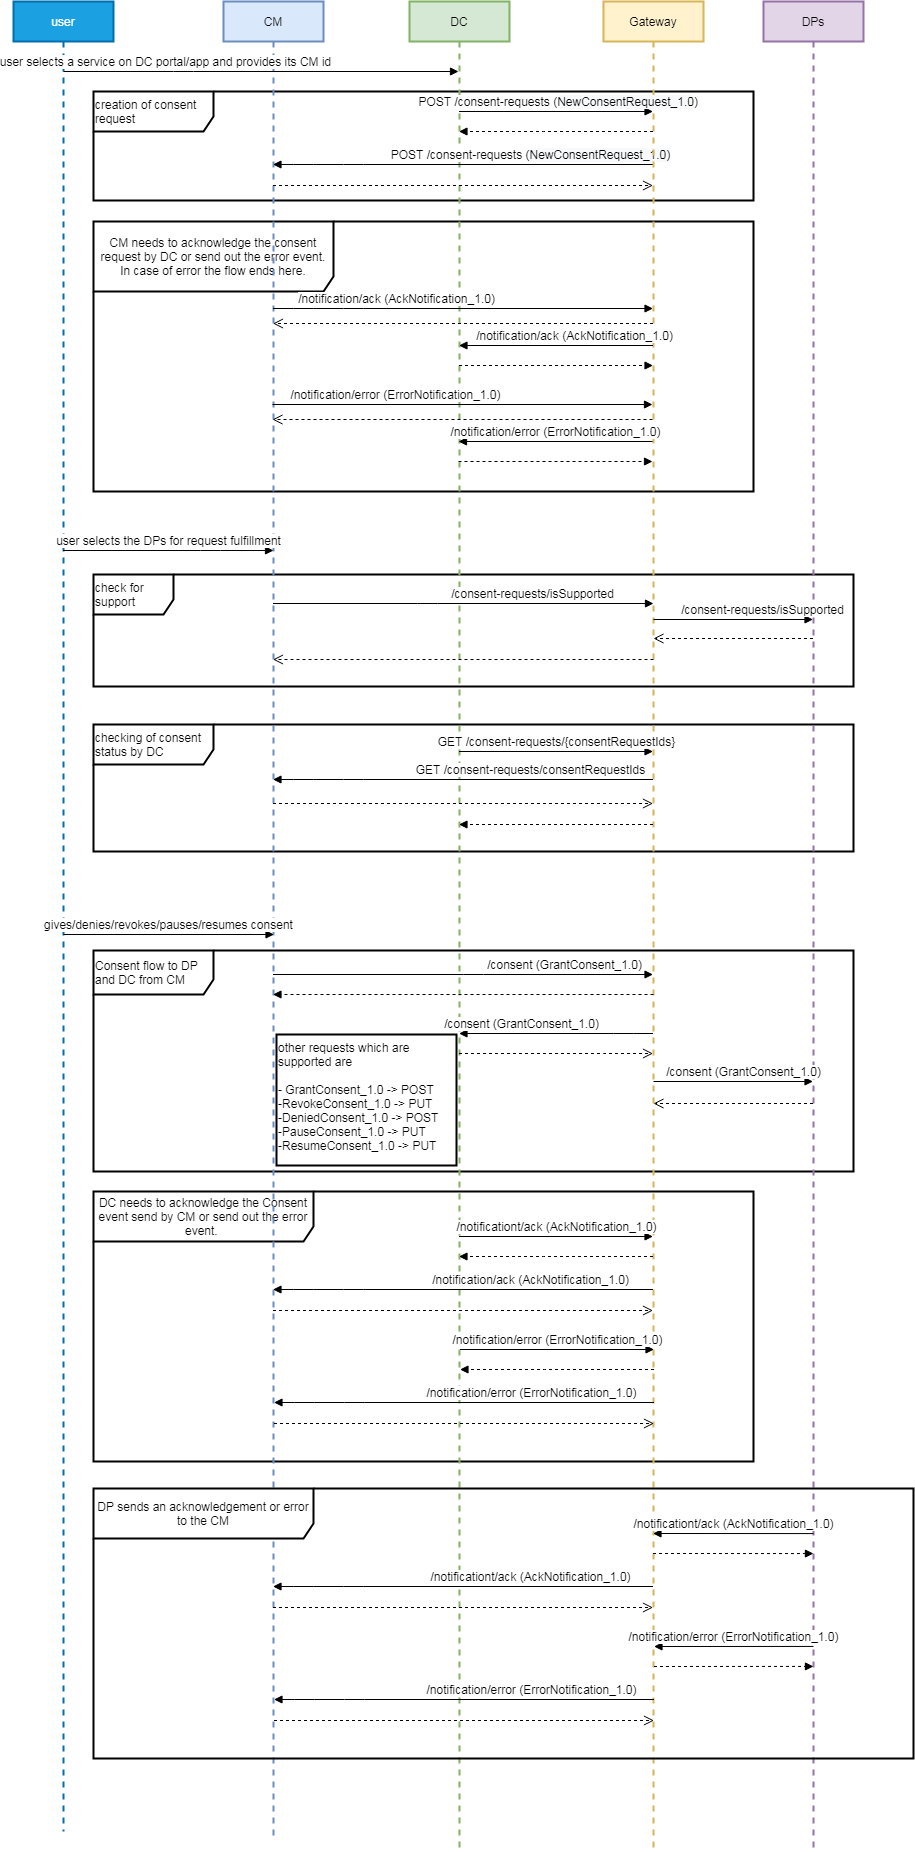 user
CM
DC
Gateway
DPs
user selects a service on DC portal/app and provides its CM id
creation of consent
request
POST /consent-requests (NewConsentRequest_1.0)
POST /consent-requests (NewConsentRequest_1.0)
CM needs to acknowledge the consent
request by DC or send out the error event.
In case of error the flow ends here.
/notification/ack (AckNotification_1.0)
/notification/ack (AckNotification_1.0)
/notification/error (ErrorNotification_1.0)
/notification/error (ErrorNotification_1.0)
user selects the DPs for request fulfillment
check for
support
/consent-requests/isSupported
/consent-requests/isSupported
checking of consent
status by DC
GET /consent-requests/{consentRequestIds}
GET /consent-requests/consentRequestIds
gives/denies/revokes/pauses/resumes consent
Consent flow to DP
and DC from CM
/consent (GrantConsent_1.0)
/consent (GrantConsent_1.0)
other requests which are
supported are
- GrantConsent_1.0 -> POST
-RevokeConsent_1.0 -> PUT
-DeniedConsent_1.0 -> POST
-PauseConsent_1.0 -> PUT
-ResumeConsent_1.0 -> PUT
/consent (GrantConsent_1.0)
DC needs to acknowledge the Consent
event send by CM or send out the error
event.
/notificationt/ack (AckNotification_1.0)
/notification/ack (AckNotification_1.0)
/notification/error (ErrorNotification_1.0)
/notification/error (ErrorNotification_1.0)
DP sends an acknowledgement or error
to the CM
/notificationt/ack (AckNotification_1.0)
/notificationt/ack (AckNotification_1.0)
/notification/error (ErrorNotification_1.0)
/notification/error (ErrorNotification_1.0)